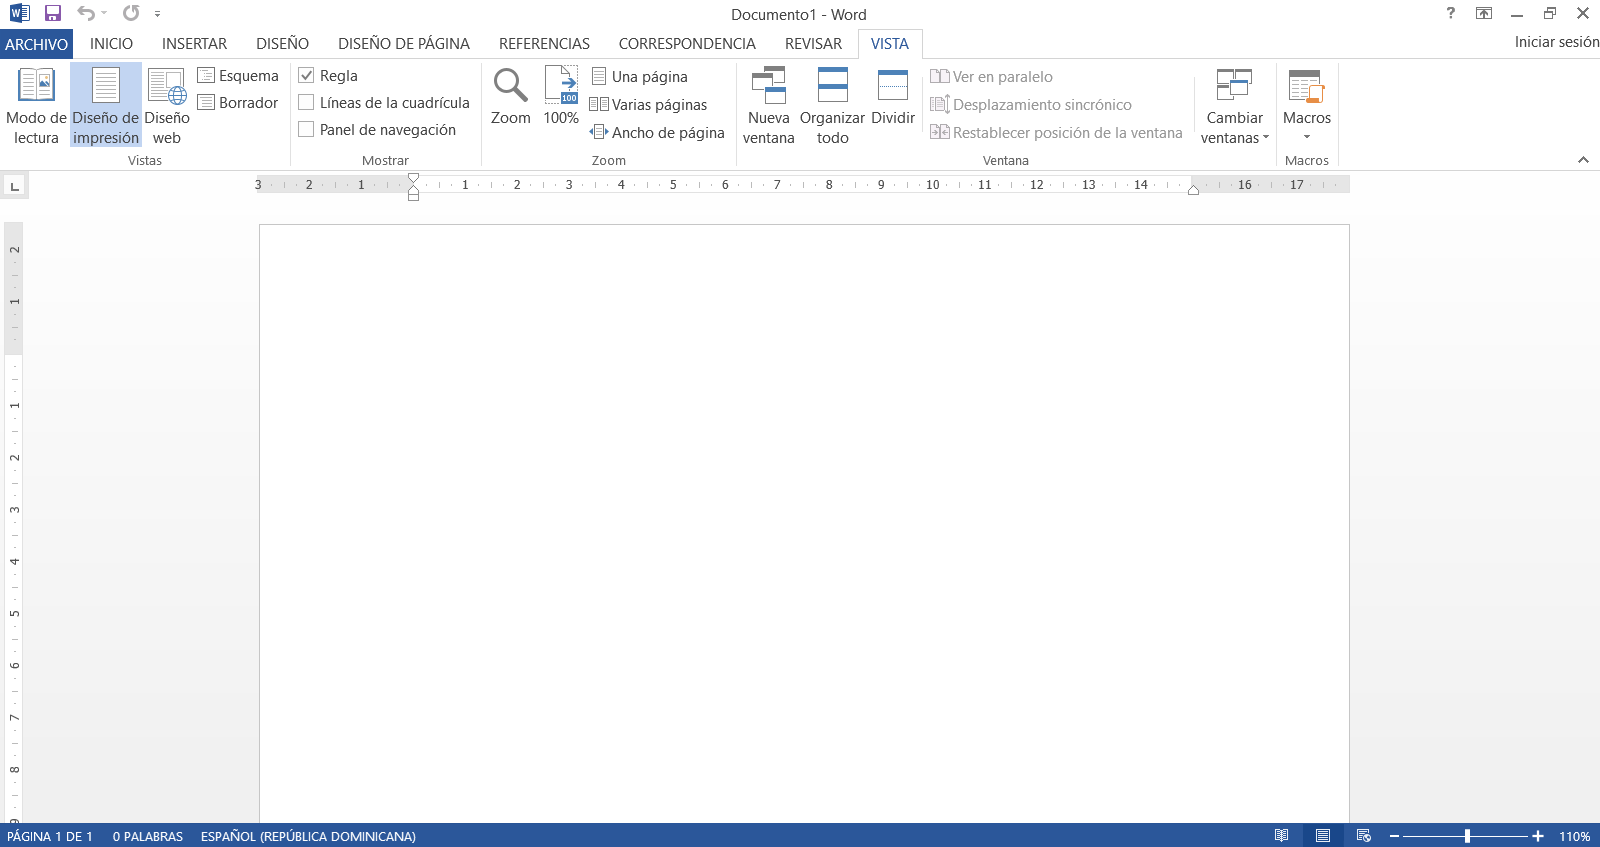 Documento1 - Word
?
ARCHIVO INICIO INSERTAR DISEÑO DISEÑO DE PÁGINA REFERENCIAS CORRESPONDENCIA REVISAR VISTA Iniciar sesión
Modo de lectura
Diseño de impresión
Diseño web
Esquema
Borrador
Vistas
Regla
Líneas de la cuadrícula
Panel de navegación
Mostrar
Zoom
100
100%
Una página
Varias páginas
Ancho de página
Zoom
Nueva ventana
Organizar todo
Dividir
Ver en paralelo
Desplazamiento sincrónico
Restablecer posición de la ventana
Cambiar ventanas
Ventana
Macros
Macros
3 2 1 1 2 3 4 5 6 7 8 9 10 11 12 13 14 16 17
2
1
1
2
3
4
5
6
7
8
9
PÁGINA 1 DE 1 0 PALABRAS ESPAÑOL (REPÚBLICA DOMINICANA) 110%